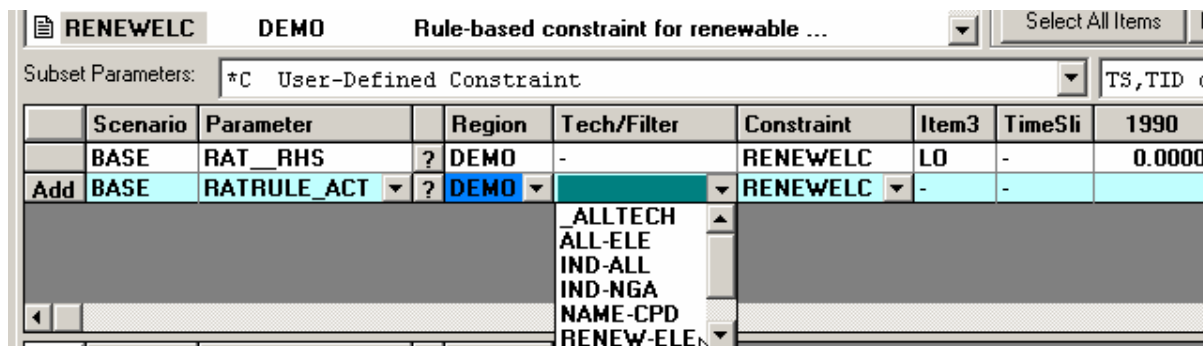 RENEWELC DEMO Rule-based constraint for renewable ... Select All Items
Subset Parameters: *C User-Defined Constraint TS,TID
Scenario Parameter Region Tech/Filter Constraint Item3 TimeSli 1990
BASE RAT__RHS ? DEMO - RENEWELC LO - 0.0000
Add BASE RATRULE_ACT ? DEMO RENEWELC - -
_ALLTECH
ALL-ELE
IND-ALL
IND-NGA
NAME-CPD
RENEW-ELE